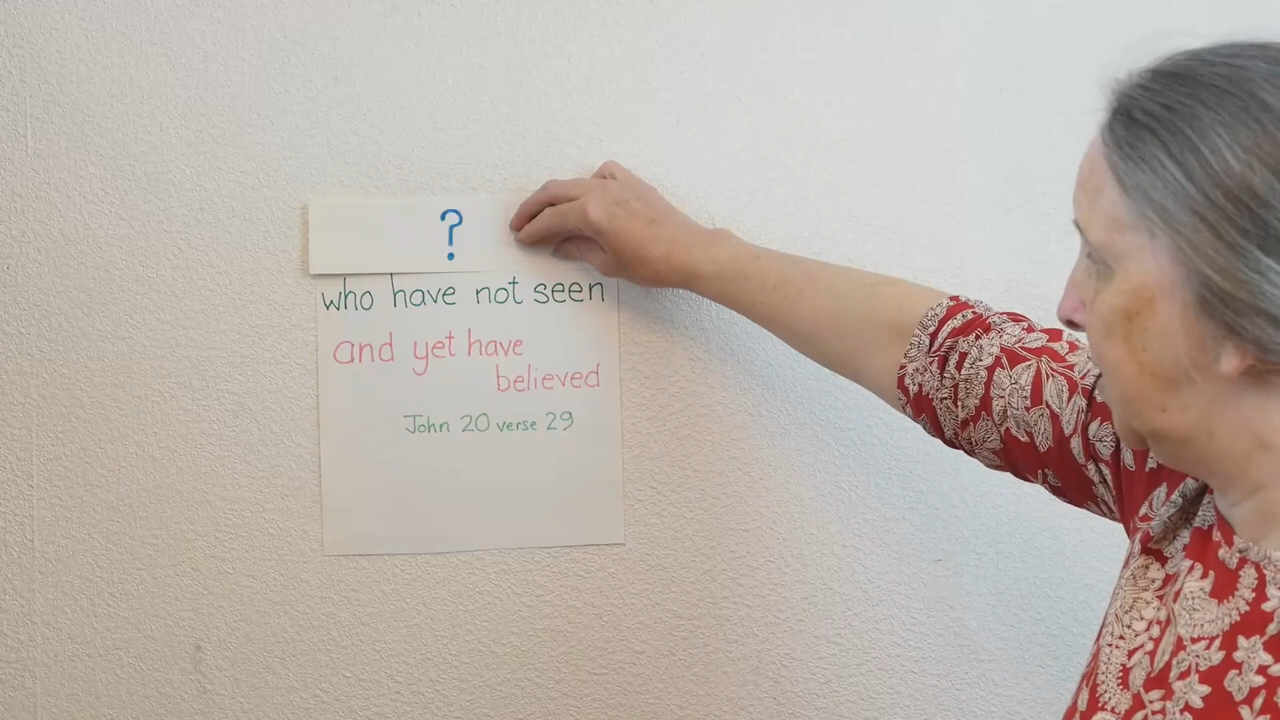 ?
who have not seen
and yet have
believed
John 20 verse 29